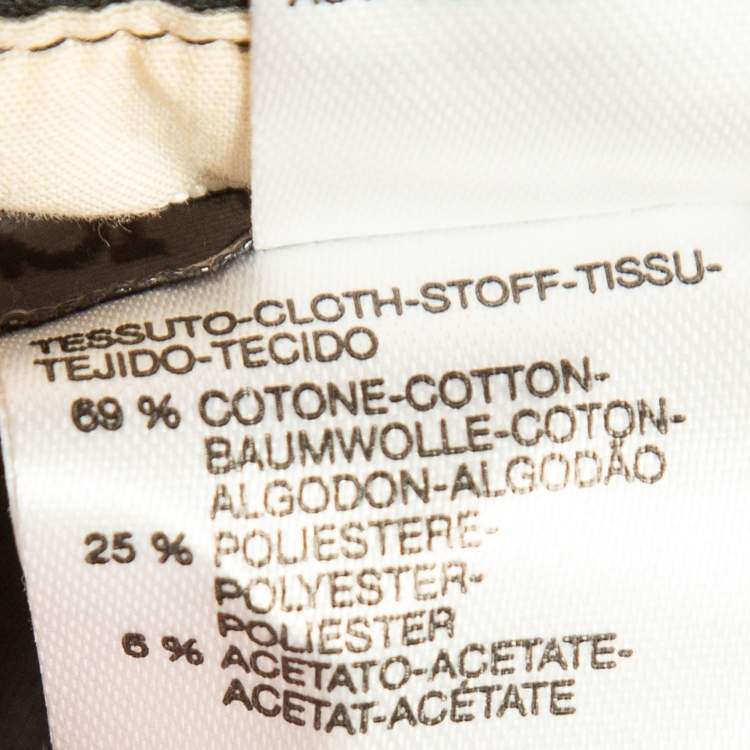 TESSUTO-CLOTH-STOFF-TISSU-
TEJIDO-TECIDO
69 % COTONE-COTTON-
BAUMWOLLE-COTON-
ALGODON-ALGODÃO
25 % POLIESTERE-
POLYESTER-
POLIESTER
6 % ACETATO-ACETATE-
ACETAT-ACÉTATE